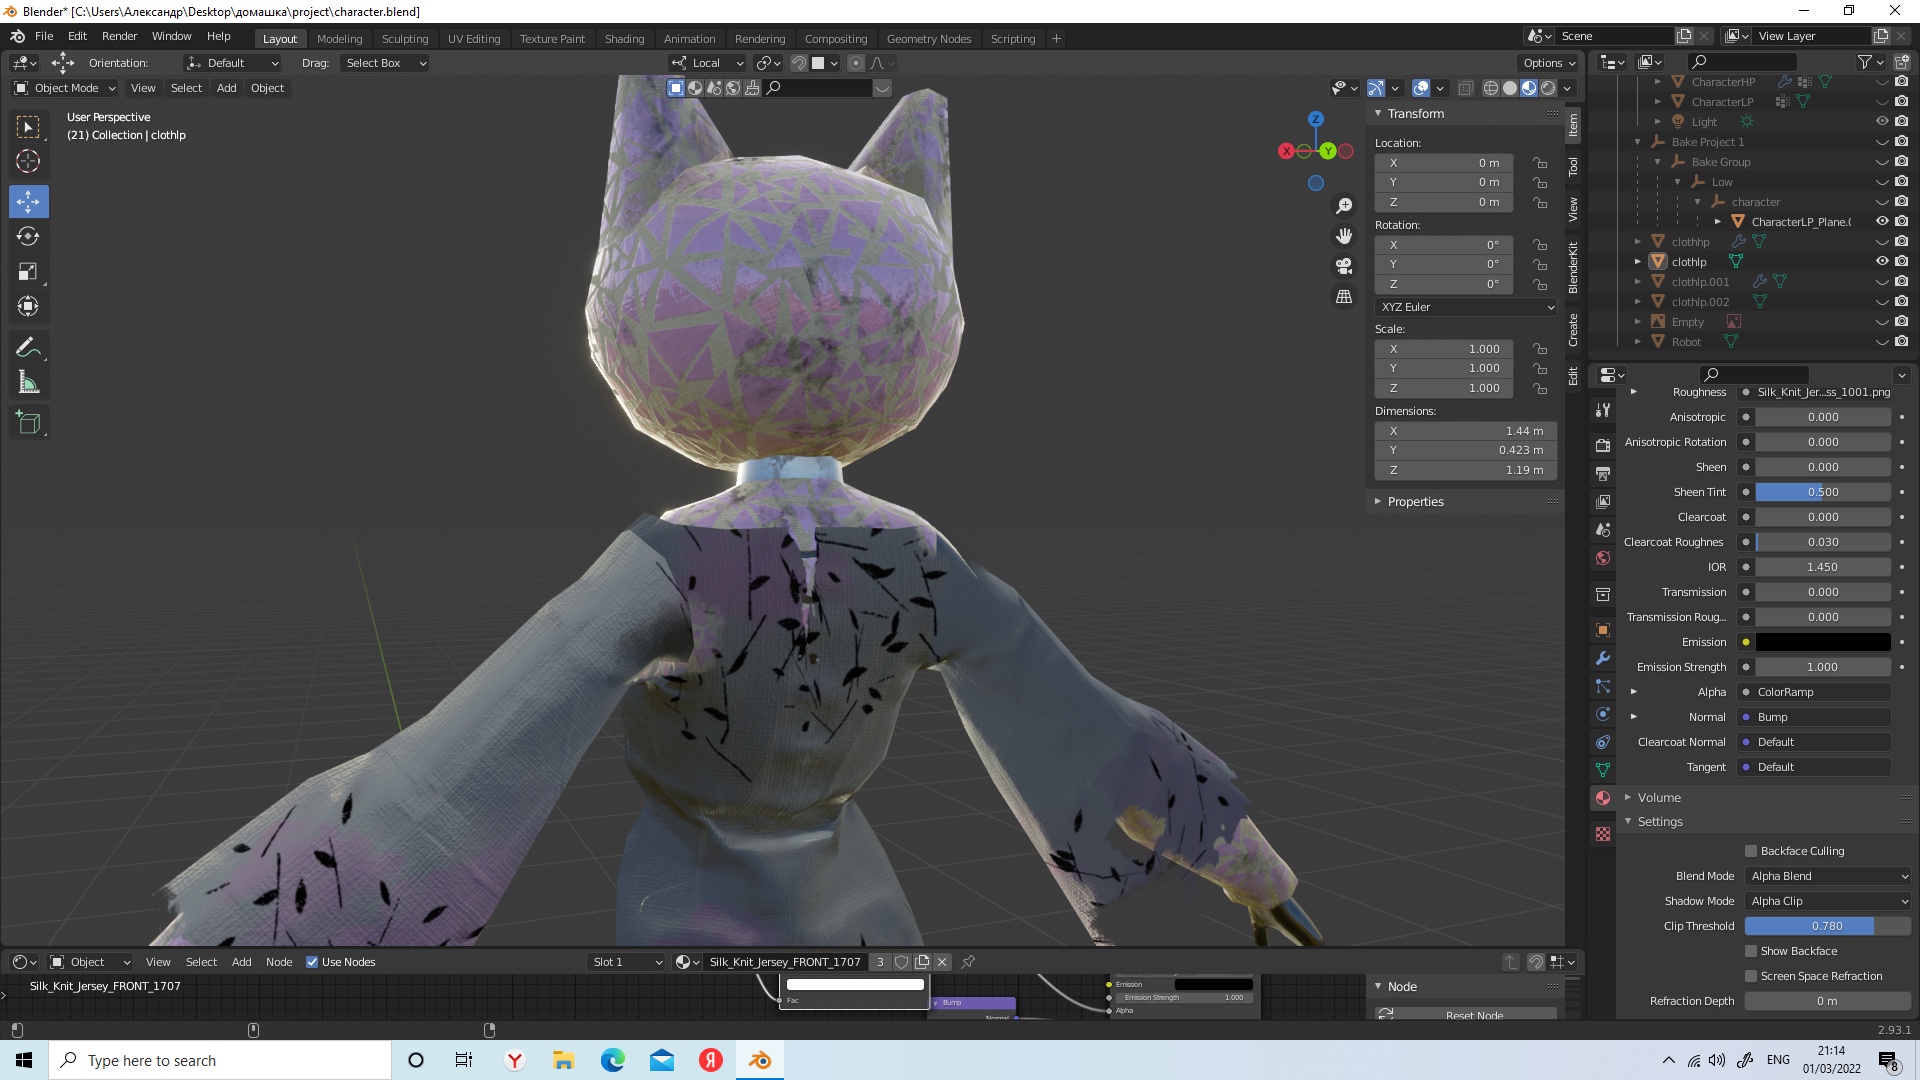 Blender* [C:\Users\Александр\Desktop\домашка\project\character.blend]
File Edit Render Window Help
Layout Modeling Sculpting UV Editing Texture Paint Shading Animation Rendering Compositing Geometry Nodes Scripting +
Scene
View Layer
Orientation: Default Drag: Select Box
Local
Options
Object Mode View Select Add Object
User Perspective
(21) Collection | clothlp
Z
X
Y
Transform
Location:
X 0 m
Y 0 m
Z 0 m
Rotation:
X 0°
Y 0°
Z 0°
XYZ Euler
Scale:
X 1.000
Y 1.000
Z 1.000
Dimensions:
X 1.44 m
Y 0.423 m
Z 1.19 m
Properties
Item
Tool
View
BlenderKit
Create
Edit
CharacterHP
CharacterLP
Light
Bake Project 1
Bake Group
Low
character
CharacterLP_Plane.(
clothhp
clothlp
clothlp.001
clothlp.002
Empty
Robot
Roughness Silk_Knit_Jer...ss_1001.png
Anisotropic 0.000
Anisotropic Rotation 0.000
Sheen 0.000
Sheen Tint 0.500
Clearcoat 0.000
Clearcoat Roughnes 0.030
IOR 1.450
Transmission 0.000
Transmission Roug... 0.000
Emission
Emission Strength 1.000
Alpha ColorRamp
Normal Bump
Clearcoat Normal Default
Tangent Default
Volume
Settings
Backface Culling
Blend Mode Alpha Blend
Shadow Mode Alpha Clip
Clip Threshold 0.780
Show Backface
Screen Space Refraction
Refraction Depth 0 m
Object View Select Add Node Use Nodes Slot 1 Silk_Knit_Jersey_FRONT_1707 3
Silk_Knit_Jersey_FRONT_1707
Fac
Bump
Normal
Emission
Emission Strength 1.000
Alpha
Node
Reset Node
2.93.1
Type here to search
Y
Я
ENG
21:14
01/03/2022
8